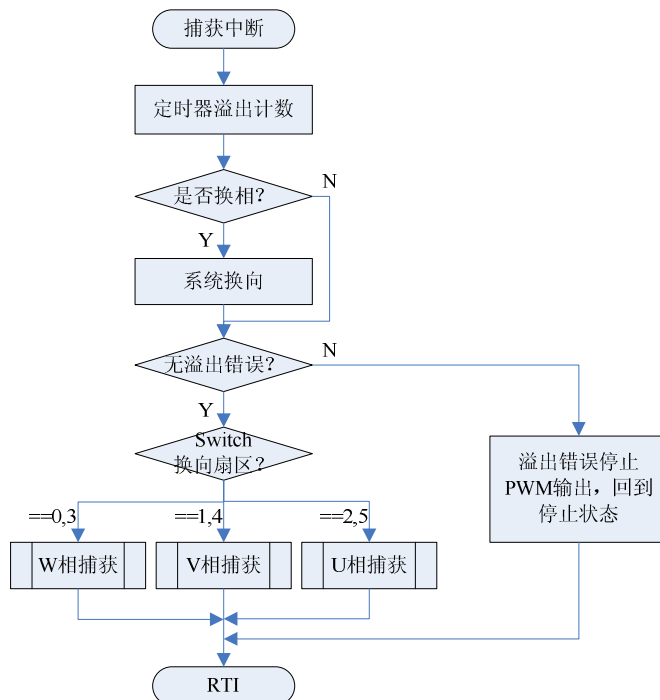 捕获中断
定时器溢出计数
是否换相?
N
Y
系统换向
无溢出错误?
N
Y
Switch
换向扇区?
溢出错误停止
PWM输出，回到
停止状态
==0,3
==1,4
==2,5
W相捕获
V相捕获
U相捕获
RTI